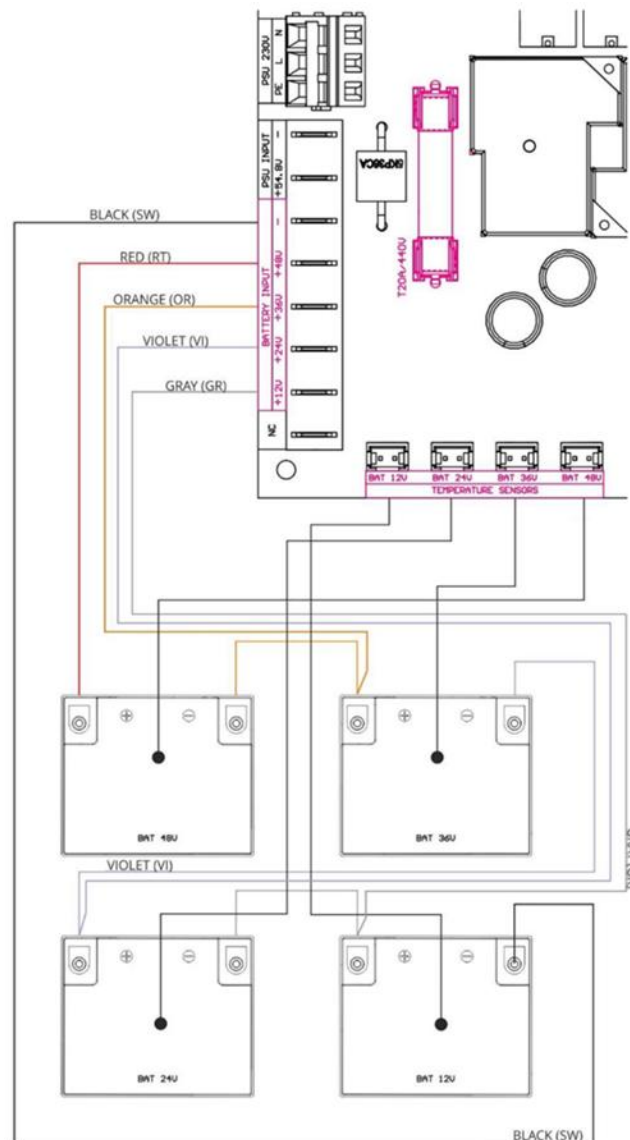 N
L
PE
PSU 230V
-
+54.8V
PSU INPUT
BLACK (SW)
-
RED (RT)
+48V
ORANGE (OR)
+36V
VIOLET (VI)
+24V
GRAY (GR)
+12V
BATTERY INPUT
NC
5KP36CA
T20A/440V
BAT 12V BAT 24V BAT 36V BAT 48V
TEMPERATURE SENSORS
+ - + -
BAT 48V BAT 36V
VIOLET (VI)
+ - + -
BAT 24V BAT 12V
BLACK (SW)